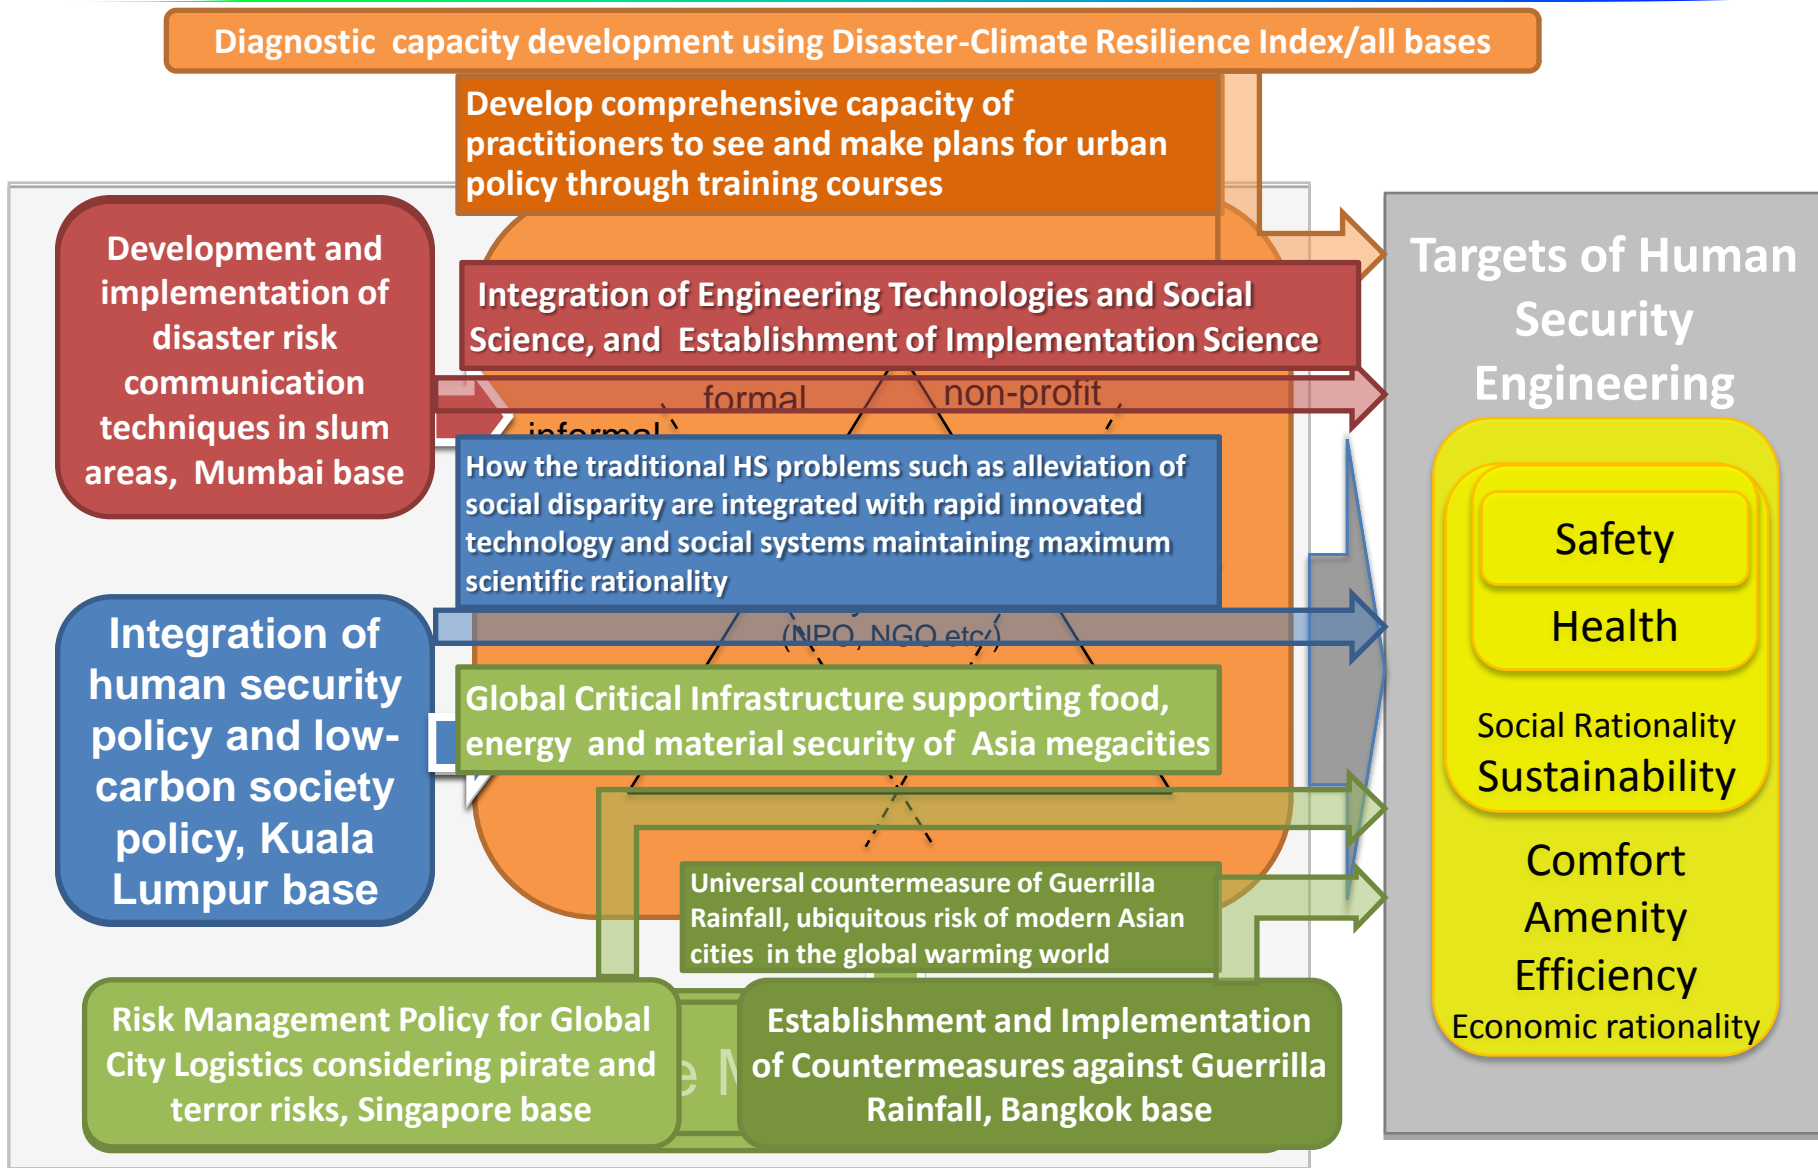 Diagnostic capacity development using Disaster-Climate Resilience Index/all bases
Develop comprehensive capacity of
practitioners to see and make plans for urban
policy through training courses
Development and
implementation of
disaster risk
communication
techniques in slum
areas, Mumbai base
Integration of Engineering Technologies and Social
Science, and Establishment of Implementation Science
formal
non-profit
informal
How the traditional HS problems such as alleviation of
social disparity are integrated with rapid innovated
technology and social systems maintaining maximum
scientific rationality
(NPO, NGO etc.)
Integration of
human security
policy and low-
carbon society
policy, Kuala
Lumpur base
Global Critical Infrastructure supporting food,
energy and material security of Asia megacities
Universal countermeasure of Guerrilla
Rainfall, ubiquitous risk of modern Asian
cities in the global warming world
Risk Management Policy for Global
City Logistics considering pirate and
terror risks, Singapore base
Establishment and Implementation
of Countermeasures against Guerrilla
Rainfall, Bangkok base
Targets of Human
Security
Engineering
Safety
Health
Social Rationality
Sustainability
Comfort
Amenity
Efficiency
Economic rationality